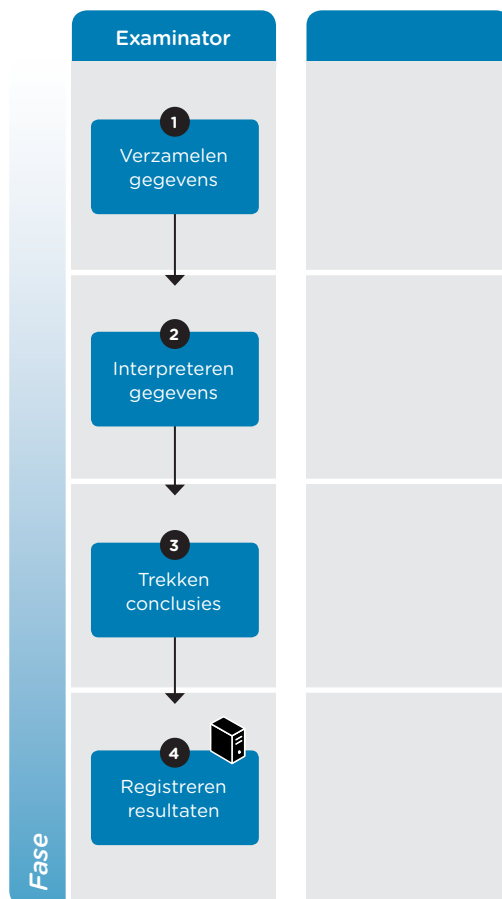 Examinator
1
Verzamelen
gegevens
2
Interpreteren
gegevens
3
Trekken
conclusies
4
Registreren
resultaten
Fase